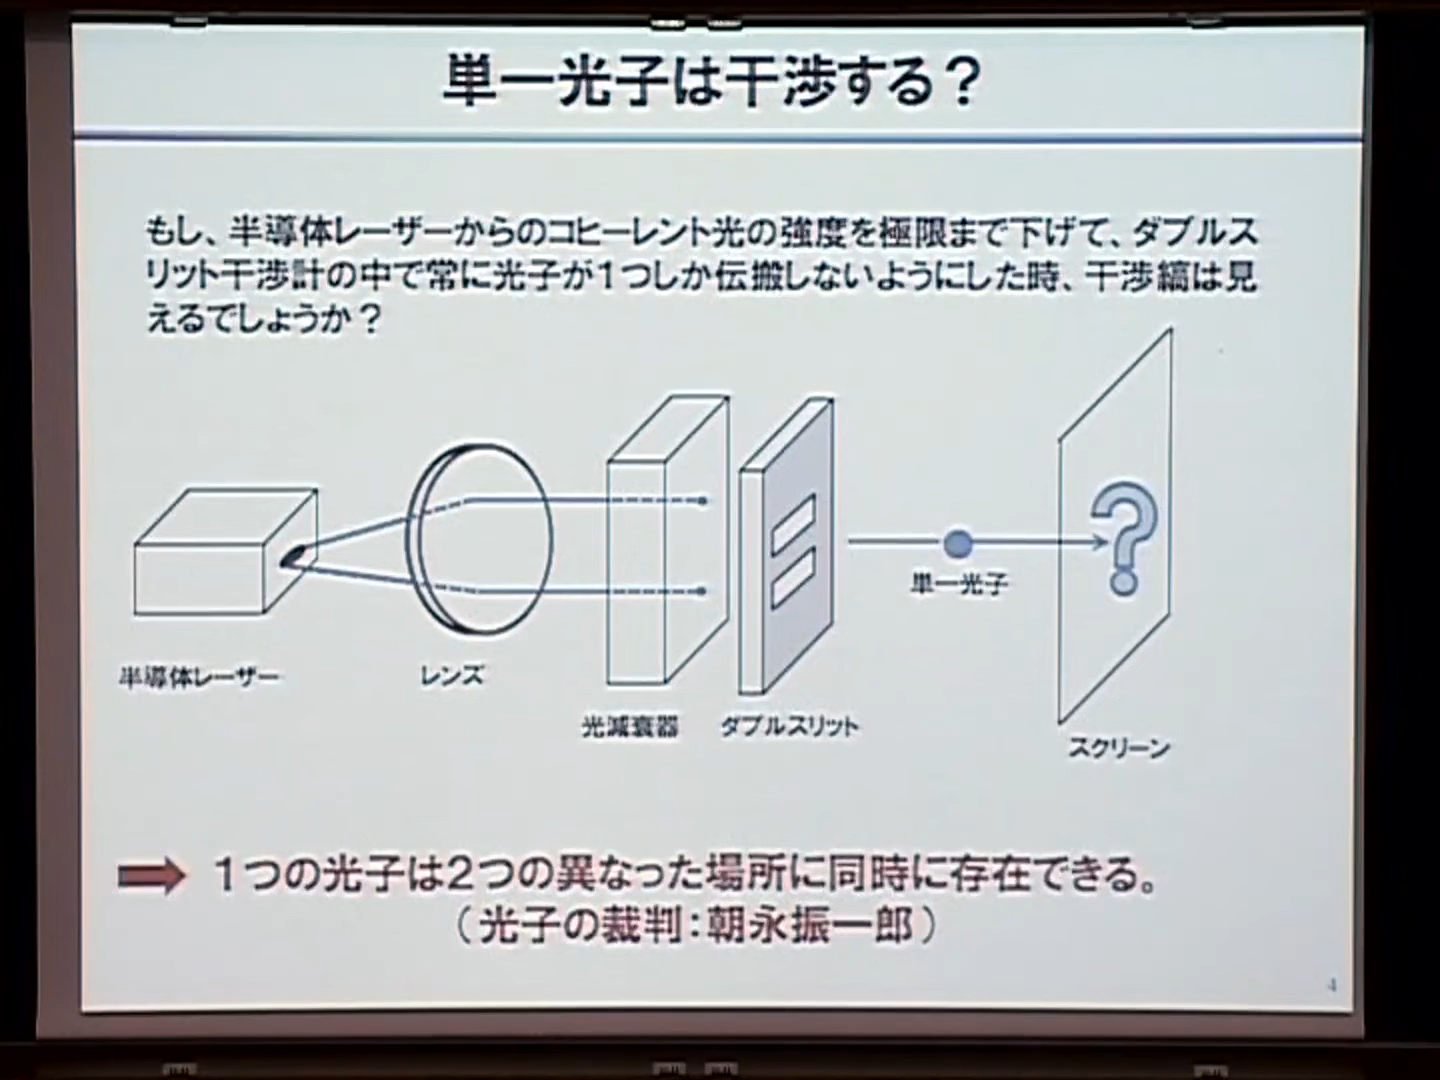 単一光子は干渉する？
もし、半導体レーザーからのコヒーレント光の強度を極限まで下げて、ダブルス
リット干渉計の中で常に光子が１つしか伝搬しないようにした時、干渉縞は見
えるでしょうか？
単一光子
半導体レーザー
レンズ
光減衰器
ダブルスリット
スクリーン
１つの光子は２つの異なった場所に同時に存在できる。
（光子の裁判：朝永振一郎）
4